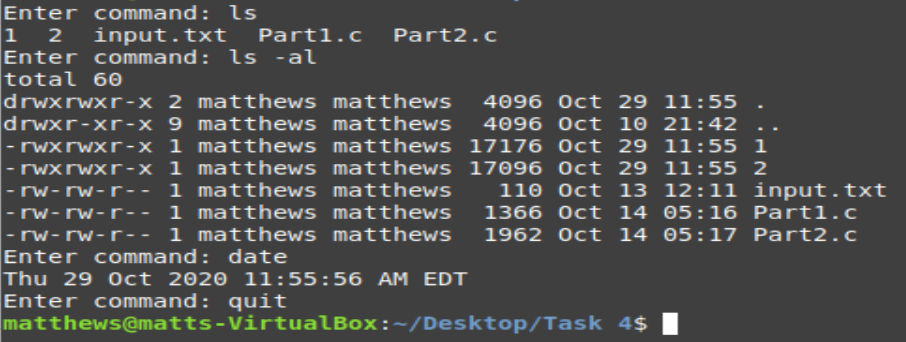 Enter command: ls
1  2  input.txt  Part1.c  Part2.c
Enter command: ls -al
total 60
drwxrwxr-x 2 matthews matthews  4096 Oct 29 11:55 .
drwxr-xr-x 9 matthews matthews  4096 Oct 10 21:42 ..
-rwxrwxr-x 1 matthews matthews 17176 Oct 29 11:55 1
-rwxrwxr-x 1 matthews matthews 17096 Oct 29 11:55 2
-rw-rw-r-- 1 matthews matthews   110 Oct 13 12:11 input.txt
-rw-rw-r-- 1 matthews matthews  1366 Oct 14 05:16 Part1.c
-rw-rw-r-- 1 matthews matthews  1962 Oct 14 05:17 Part2.c
Enter command: date
Thu 29 Oct 2020 11:55:56 AM EDT
Enter command: quit
matthews@matts-VirtualBox:~/Desktop/Task 4$